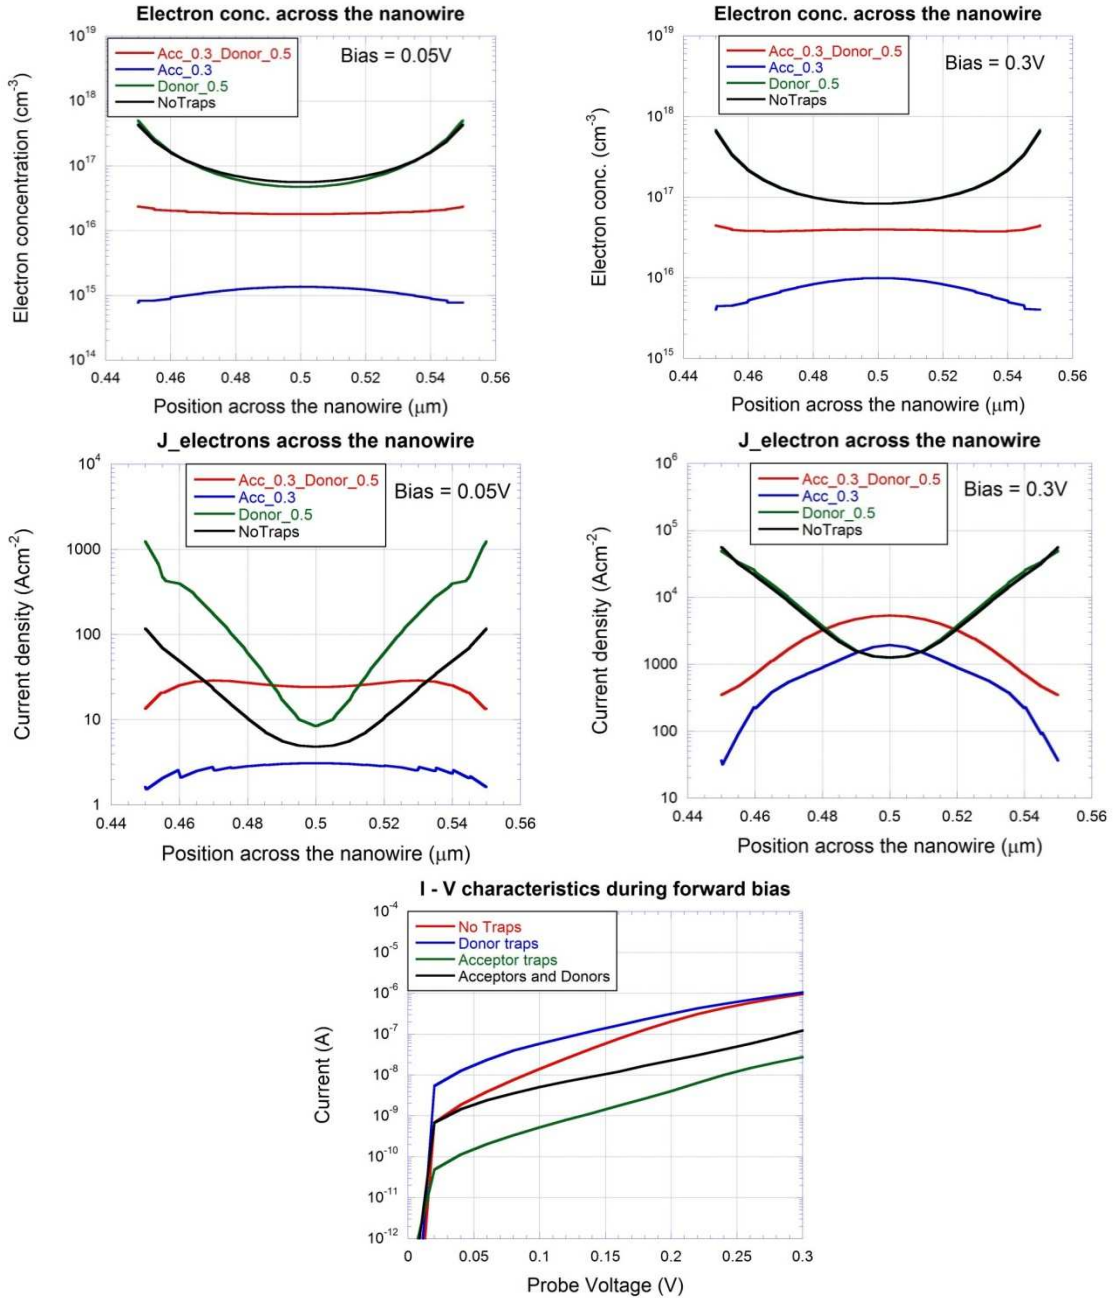 Electron conc. across the nanowire
Electron concentration (cm-3)
10^19
10^18
10^17
10^16
10^15
10^14
Acc_0.3_Donor_0.5
Acc_0.3
Donor_0.5
NoTraps
Bias = 0.05V
0.44 0.46 0.48 0.5 0.52 0.54 0.56
Position across the nanowire (μm)
Electron conc. across the nanowire
Electron conc. (cm-3)
10^19
10^18
10^17
10^16
10^15
Acc_0.3_Donor_0.5
Acc_0.3
Donor_0.5
NoTraps
Bias = 0.3V
0.44 0.46 0.48 0.5 0.52 0.54 0.56
Position across the nanowire (μm)
J_electrons across the nanowire
Current density (Acm-2)
10^4
1000
100
10
1
Acc_0.3_Donor_0.5
Acc_0.3
Donor_0.5
NoTraps
Bias = 0.05V
0.44 0.46 0.48 0.5 0.52 0.54 0.56
Position across the nanowire (μm)
J_electron across the nanowire
Current density (Acm-2)
10^6
10^5
10^4
1000
100
10
Acc_0.3_Donor_0.5
Acc_0.3
Donor_0.5
NoTraps
Bias = 0.3V
0.44 0.46 0.48 0.5 0.52 0.54 0.56
Position across the nanowire (μm)
I - V characteristics during forward bias
Current (A)
10^-4
10^-5
10^-6
10^-7
10^-8
10^-9
10^-10
10^-11
10^-12
No Traps
Donor traps
Acceptor traps
Acceptors and Donors
0 0.05 0.1 0.15 0.2 0.25 0.3
Probe Voltage (V)